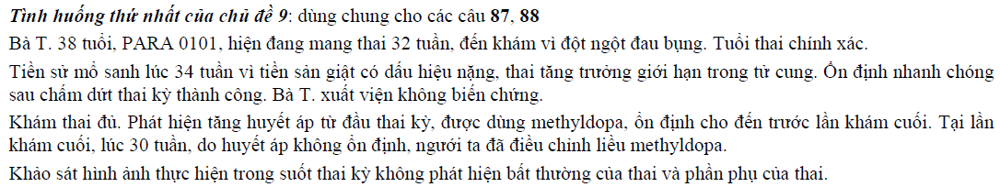 Tình huống thứ nhất của chủ đề 9: dùng chung cho các câu 87, 88
Bà T. 38 tuổi, PARA 0101, hiện đang mang thai 32 tuần, đến khám vì đột ngột đau bụng. Tuổi thai chính xác.
Tiền sử mổ sanh lúc 34 tuần vì tiền sản giật có dấu hiệu nặng, thai tăng trưởng giới hạn trong tử cung. Ổn định nhanh chóng
sau chấm dứt thai kỳ thành công. Bà T. xuất viện không biến chứng.
Khám thai đủ. Phát hiện tăng huyết áp từ đầu thai kỳ, được dùng methyldopa, ổn định cho đến trước lần khám cuối. Tại lần
khám cuối, lúc 30 tuần, do huyết áp không ổn định, người ta đã điều chỉnh liều methyldopa.
Khảo sát hình ảnh thực hiện trong suốt thai kỳ không phát hiện bất thường của thai và phần phụ của thai.